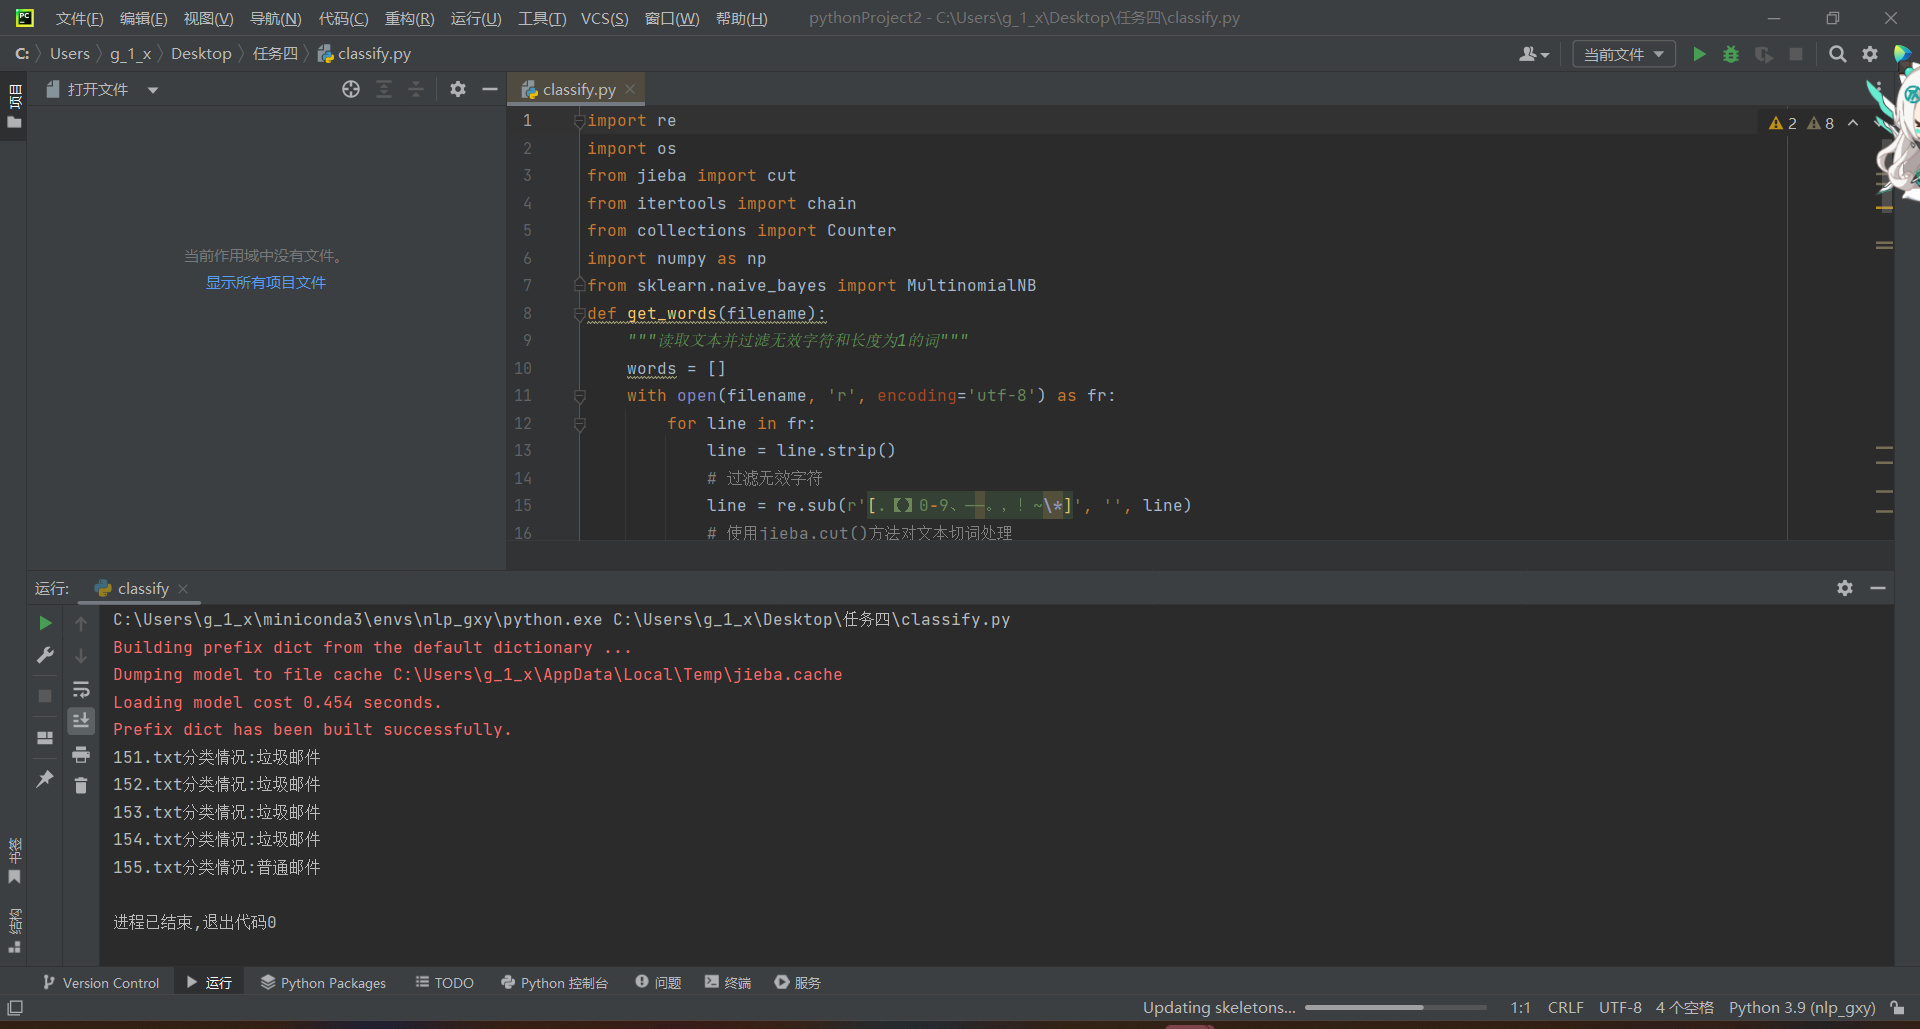 PC 文件(F) 编辑(E) 视图(V) 导航(N) 代码(C) 重构(R) 运行(U) 工具(T) VCS(S) 窗口(W) 帮助(H) pythonProject2 - C:\Users\g_1_x\Desktop\任务四\classify.py
C: Users g_1_x Desktop 任务四 classify.py 当前文件
项目
打开文件
classify.py
当前作用域中没有文件。
显示所有项目文件
2 8
1 import re
2 import os
3 from jieba import cut
4 from itertools import chain
5 from collections import Counter
6 import numpy as np
7 from sklearn.naive_bayes import MultinomialNB
8 def get_words(filename):
9 """读取文本并过滤无效字符和长度为1的词"""
10 words = []
11 with open(filename, 'r', encoding='utf-8') as fr:
12 for line in fr:
13 line = line.strip()
14 # 过滤无效字符
15 line = re.sub(r'[.【】0-9、——。，！~\*]', '', line)
16 # 使用jieba.cut()方法对文本切词处理
运行: classify
C:\Users\g_1_x\miniconda3\envs\nlp_gxy\python.exe C:\Users\g_1_x\Desktop\任务四\classify.py
Building prefix dict from the default dictionary ...
Dumping model to file cache C:\Users\g_1_x\AppData\Local\Temp\jieba.cache
Loading model cost 0.454 seconds.
Prefix dict has been built successfully.
151.txt分类情况:垃圾邮件
152.txt分类情况:垃圾邮件
153.txt分类情况:垃圾邮件
154.txt分类情况:垃圾邮件
155.txt分类情况:普通邮件
进程已结束,退出代码0
书签
结构
Version Control 运行 Python Packages TODO Python 控制台 问题 终端 服务
Updating skeletons... 1:1 CRLF UTF-8 4 个空格 Python 3.9 (nlp_gxy)